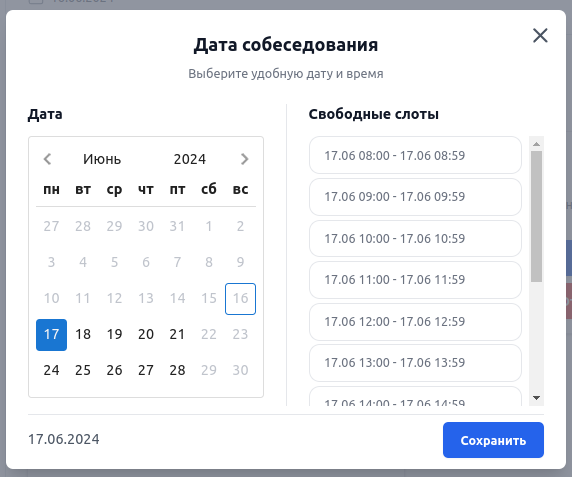 Дата собеседования
Выберите удобную дату и время
Дата
Июнь 2024
пн вт ср чт пт сб вс
27 28 29 30 31 1 2
3 4 5 6 7 8 9
10 11 12 13 14 15 16
17 18 19 20 21 22 23
24 25 26 27 28 29 30
Свободные слоты
17.06 08:00 - 17.06 08:59
17.06 09:00 - 17.06 09:59
17.06 10:00 - 17.06 10:59
17.06 11:00 - 17.06 11:59
17.06 12:00 - 17.06 12:59
17.06 13:00 - 17.06 13:59
17.06 14:00 - 17.06 14:59
17.06.2024
Сохранить